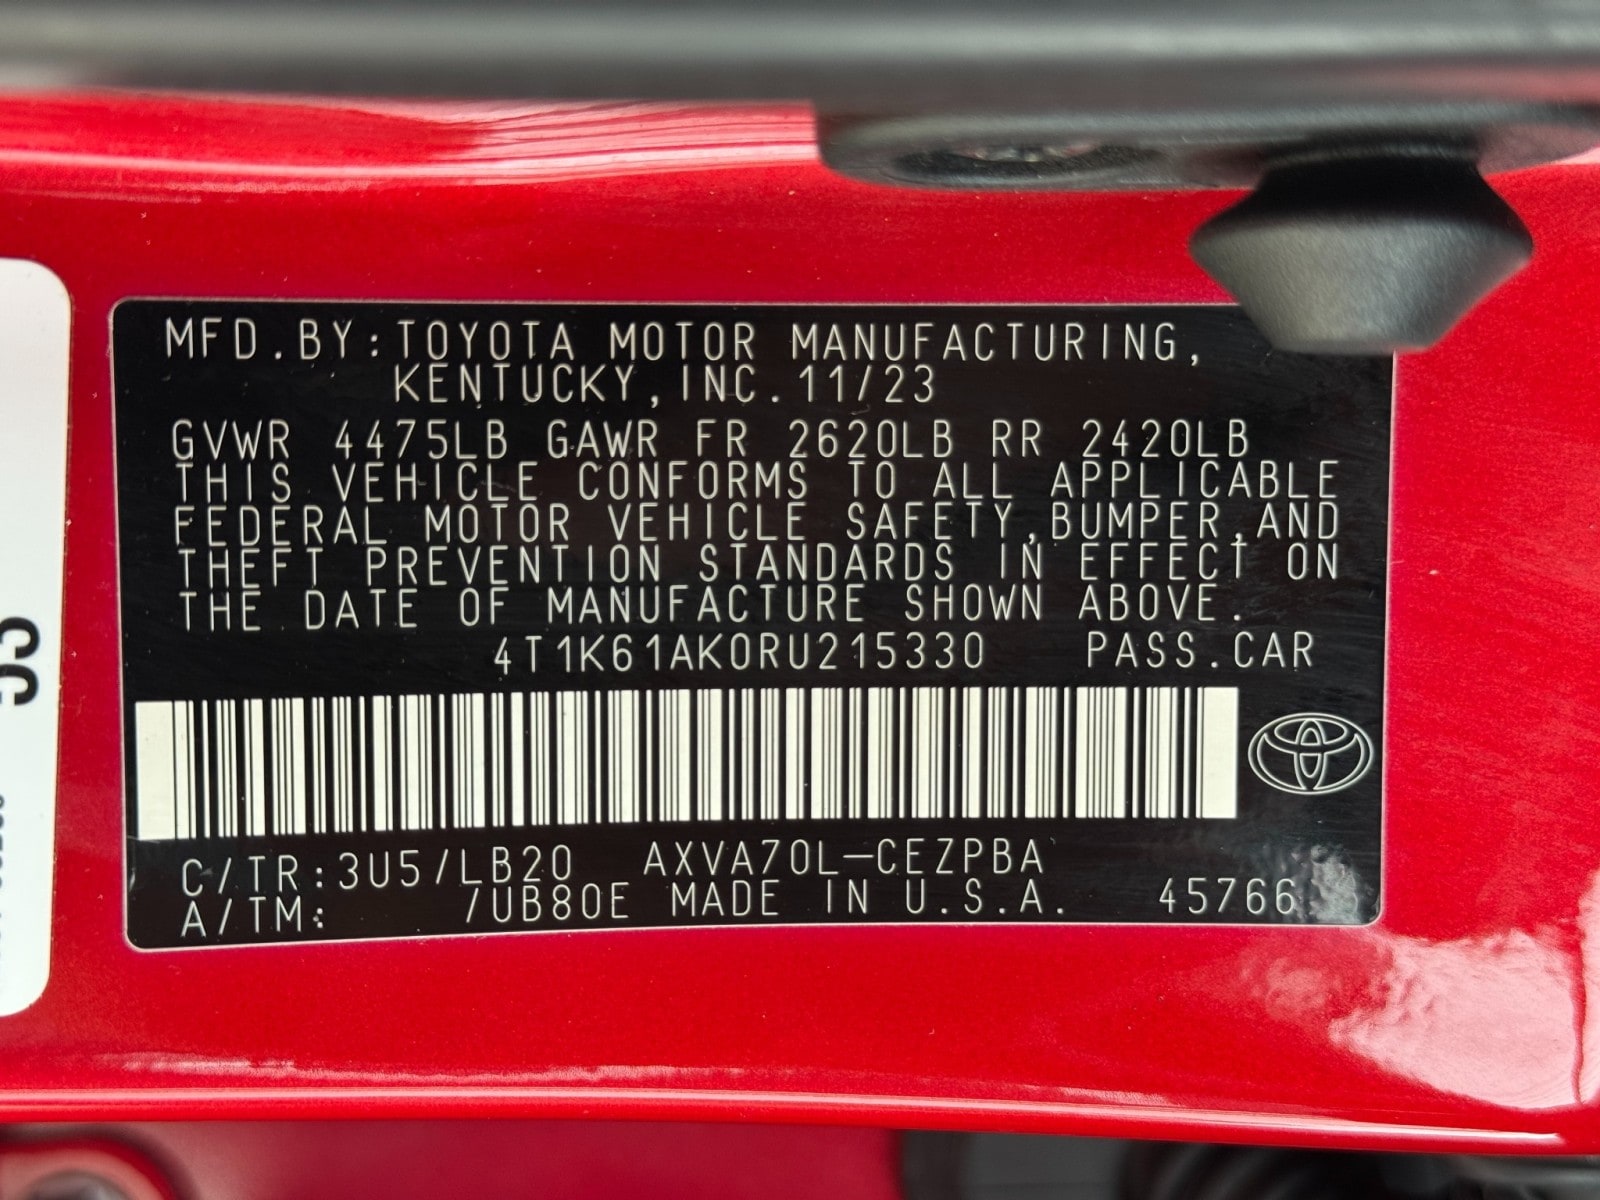 MFD.BY:TOYOTA MOTOR MANUFACTURING,
KENTUCKY,INC.11/23
GVWR 4475LB GAWR FR 2620LB RR 2420LB
THIS VEHICLE CONFORMS TO ALL APPLICABLE
FEDERAL MOTOR VEHICLE SAFETY,BUMPER,AND
THEFT PREVENTION STANDARDS IN EFFECT ON
THE DATE OF MANUFACTURE SHOWN ABOVE.
4T1K61AK0RU215330 PASS.CAR
C/TR:3U5/LB20 AXVA70L-CEZPBA
A/TM: /UB80E MADE IN U.S.A. 45766